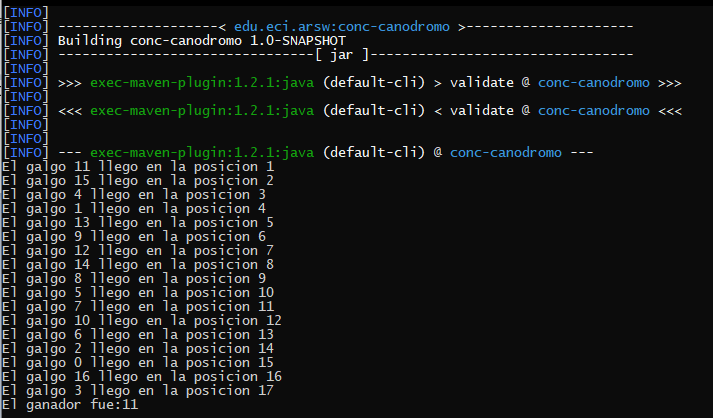 [INFO]
[INFO] --------------------< edu.eci.arsw:conc-canodromo >---------------------
[INFO] Building conc-canodromo 1.0-SNAPSHOT
[INFO] --------------------------------[ jar ]---------------------------------
[INFO]
[INFO] >>> exec-maven-plugin:1.2.1:java (default-cli) > validate @ conc-canodromo >>>
[INFO]
[INFO] <<< exec-maven-plugin:1.2.1:java (default-cli) < validate @ conc-canodromo <<<
[INFO]
[INFO]
[INFO] --- exec-maven-plugin:1.2.1:java (default-cli) @ conc-canodromo ---
El galgo 11 llego en la posicion 1
El galgo 15 llego en la posicion 2
El galgo 4 llego en la posicion 3
El galgo 1 llego en la posicion 4
El galgo 13 llego en la posicion 5
El galgo 9 llego en la posicion 6
El galgo 12 llego en la posicion 7
El galgo 14 llego en la posicion 8
El galgo 8 llego en la posicion 9
El galgo 5 llego en la posicion 10
El galgo 7 llego en la posicion 11
El galgo 10 llego en la posicion 12
El galgo 6 llego en la posicion 13
El galgo 2 llego en la posicion 14
El galgo 0 llego en la posicion 15
El galgo 16 llego en la posicion 16
El galgo 3 llego en la posicion 17
El ganador fue:11